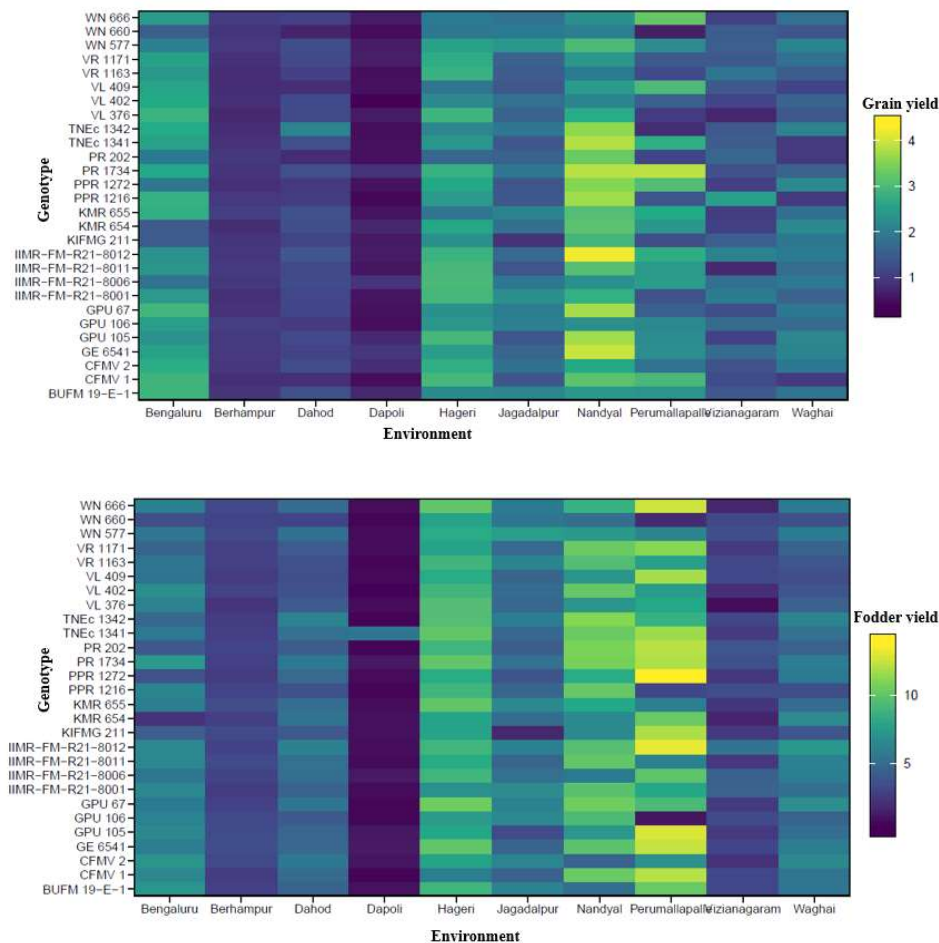 WN 666
WN 660
WN 577
VR 1171
VR 1163
VL 409
VL 402
VL 376
TNEc 1342
TNEc 1341
PR 202
PR 1734
PPR 1272
PPR 1216
KMR 655
KMR 654
KIFMG 211
IIMR-FM-R21-8012
IIMR-FM-R21-8011
IIMR-FM-R21-8006
IIMR-FM-R21-8001
GPU 67
GPU 106
GPU 105
GE 6541
CFMV 2
CFMV 1
BUFM 19-E-1
Genotype
Bengaluru Berhampur Dahod Dapoli Hageri Jagadalpur Nandyal Perumallapalle Vizianagaram Waghai
Environment
Grain yield
4
3
2
1
WN 666
WN 660
WN 577
VR 1171
VR 1163
VL 409
VL 402
VL 376
TNEc 1342
TNEc 1341
PR 202
PR 1734
PPR 1272
PPR 1216
KMR 655
KMR 654
KIFMG 211
IIMR-FM-R21-8012
IIMR-FM-R21-8011
IIMR-FM-R21-8006
IIMR-FM-R21-8001
GPU 67
GPU 106
GPU 105
GE 6541
CFMV 2
CFMV 1
BUFM 19-E-1
Genotype
Bengaluru Berhampur Dahod Dapoli Hageri Jagadalpur Nandyal Perumallapalle Vizianagaram Waghai
Environment
Fodder yield
10
5